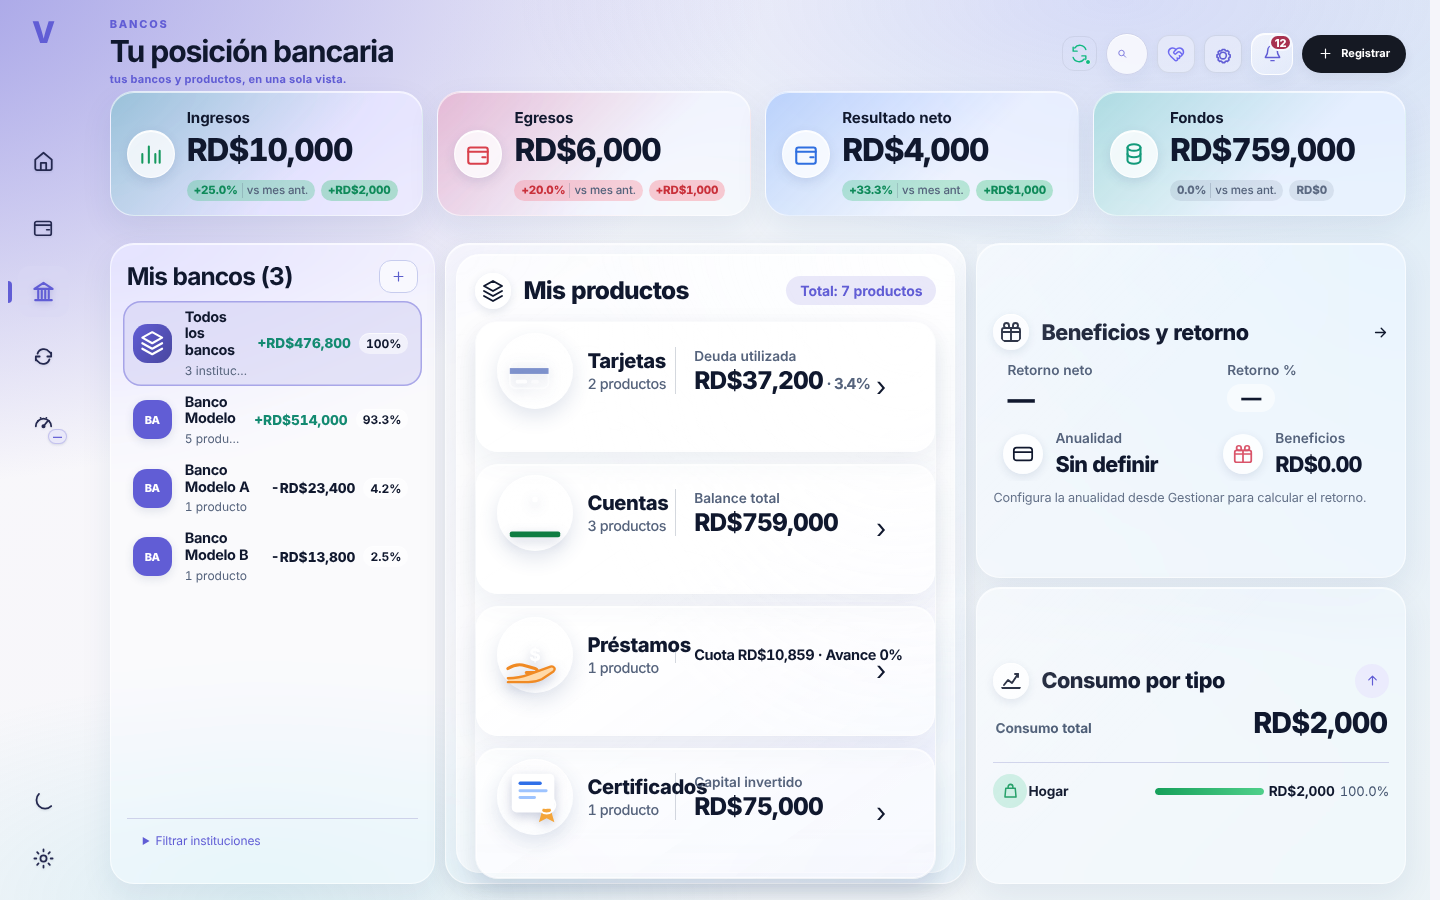 V
BANCOS
Tu posición bancaria
tus bancos y productos, en una sola vista.
12
Registrar
Ingresos
RD$10,000
+25.0% vs mes ant. +RD$2,000
Egresos
RD$6,000
+20.0% vs mes ant. +RD$1,000
Resultado neto
RD$4,000
+33.3% vs mes ant. +RD$1,000
Fondos
RD$759,000
0.0% vs mes ant. RD$0
Mis bancos (3)
Todos los bancos
3 instituc...
+RD$476,800 100%
BA
Banco Modelo
5 produ...
+RD$514,000 93.3%
BA
Banco Modelo A
1 producto
-RD$23,400 4.2%
BA
Banco Modelo B
1 producto
-RD$13,800 2.5%
Filtrar instituciones
Mis productos
Total: 7 productos
Tarjetas
2 productos
Deuda utilizada
RD$37,200 · 3.4%
Cuentas
3 productos
Balance total
RD$759,000
Préstamos
1 producto
Cuota RD$10,859 · Avance 0%
Certificados
1 producto
Capital invertido
RD$75,000
Beneficios y retorno
Retorno neto
—
Retorno %
—
Anualidad
Sin definir
Beneficios
RD$0.00
Configura la anualidad desde Gestionar para calcular el retorno.
Consumo por tipo
Consumo total
RD$2,000
Hogar
RD$2,000 100.0%